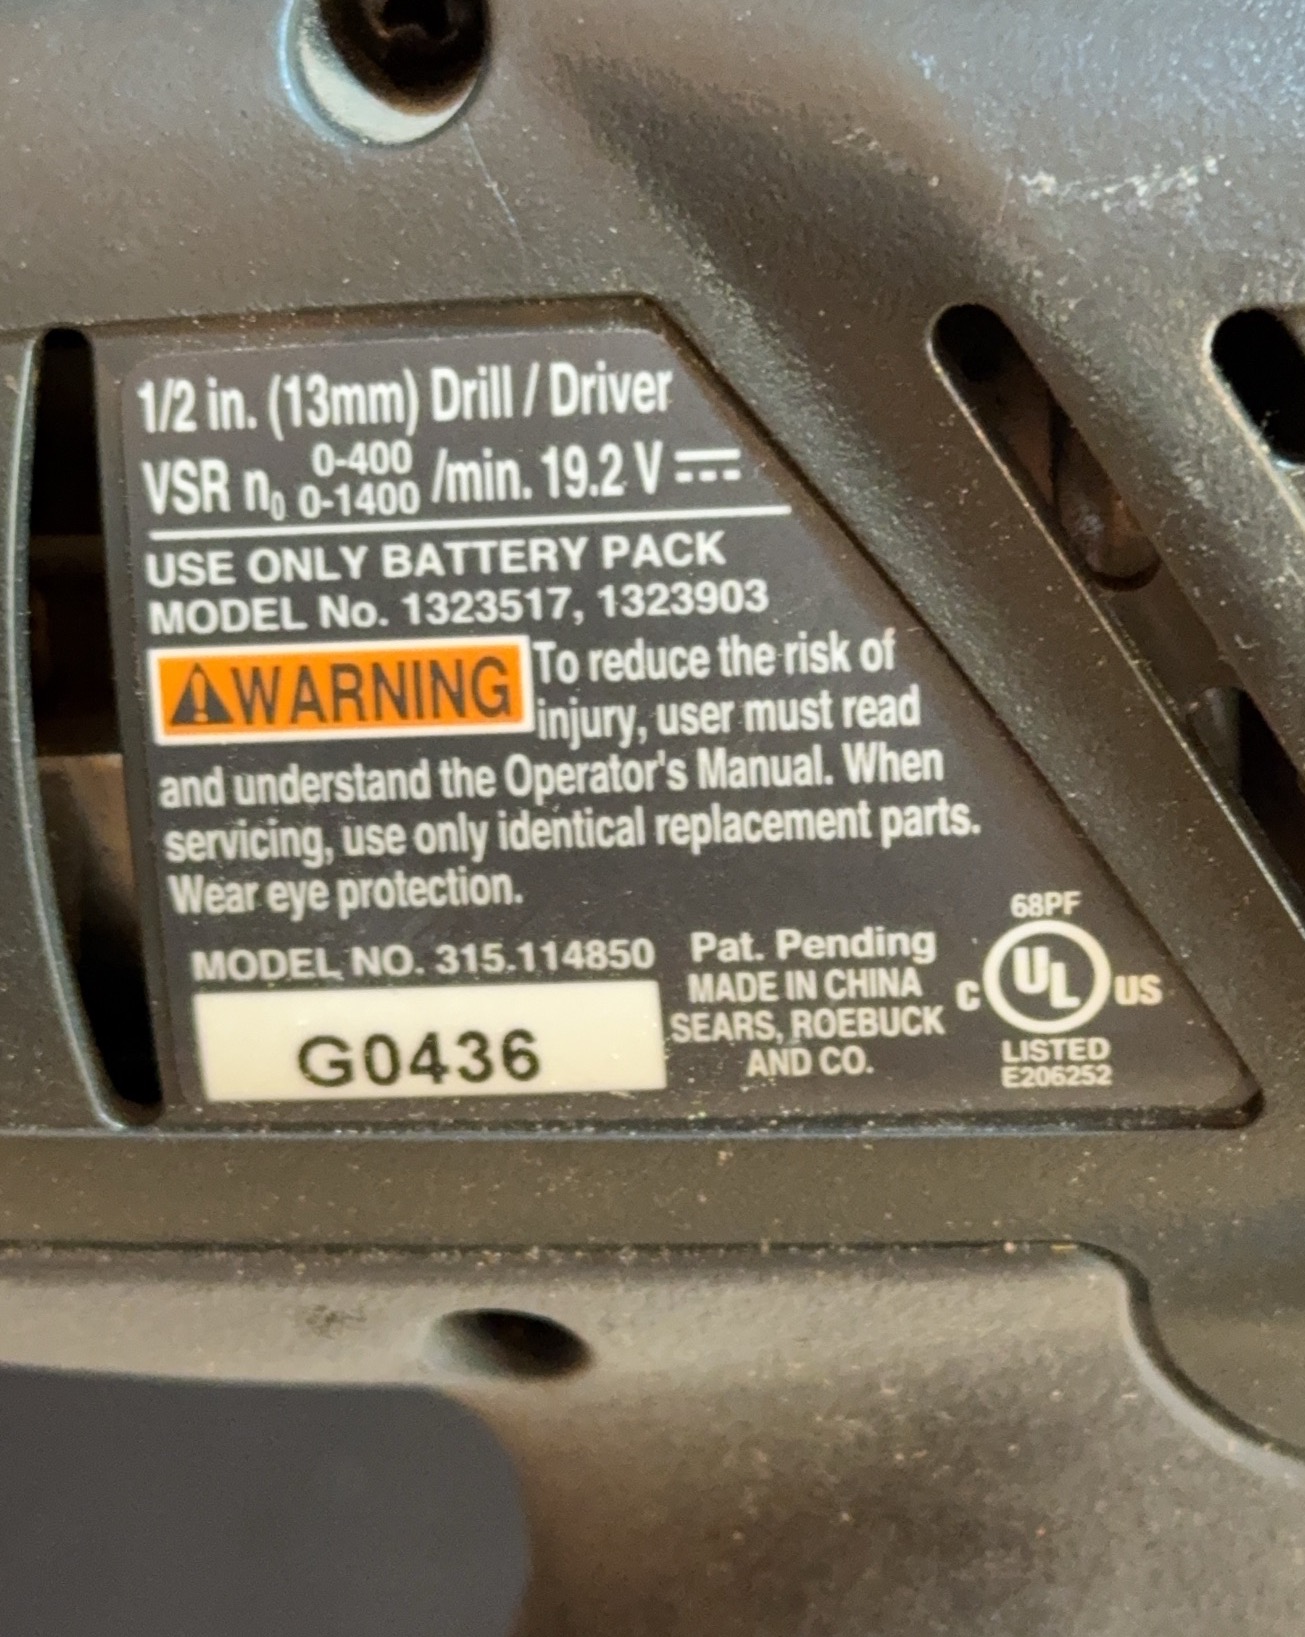 1/2 in. (13mm) Drill / Driver
VSR n₀ 0-400 0-1400 /min. 19.2 V ⎓
USE ONLY BATTERY PACK
MODEL No. 1323517, 1323903
⚠WARNING To reduce the risk of
injury, user must read
and understand the Operator's Manual. When
servicing, use only identical replacement parts.
Wear eye protection.
MODEL NO. 315.114850
G0436
Pat. Pending
MADE IN CHINA
SEARS, ROEBUCK
AND CO.
68PF
C UL US
LISTED
E206252